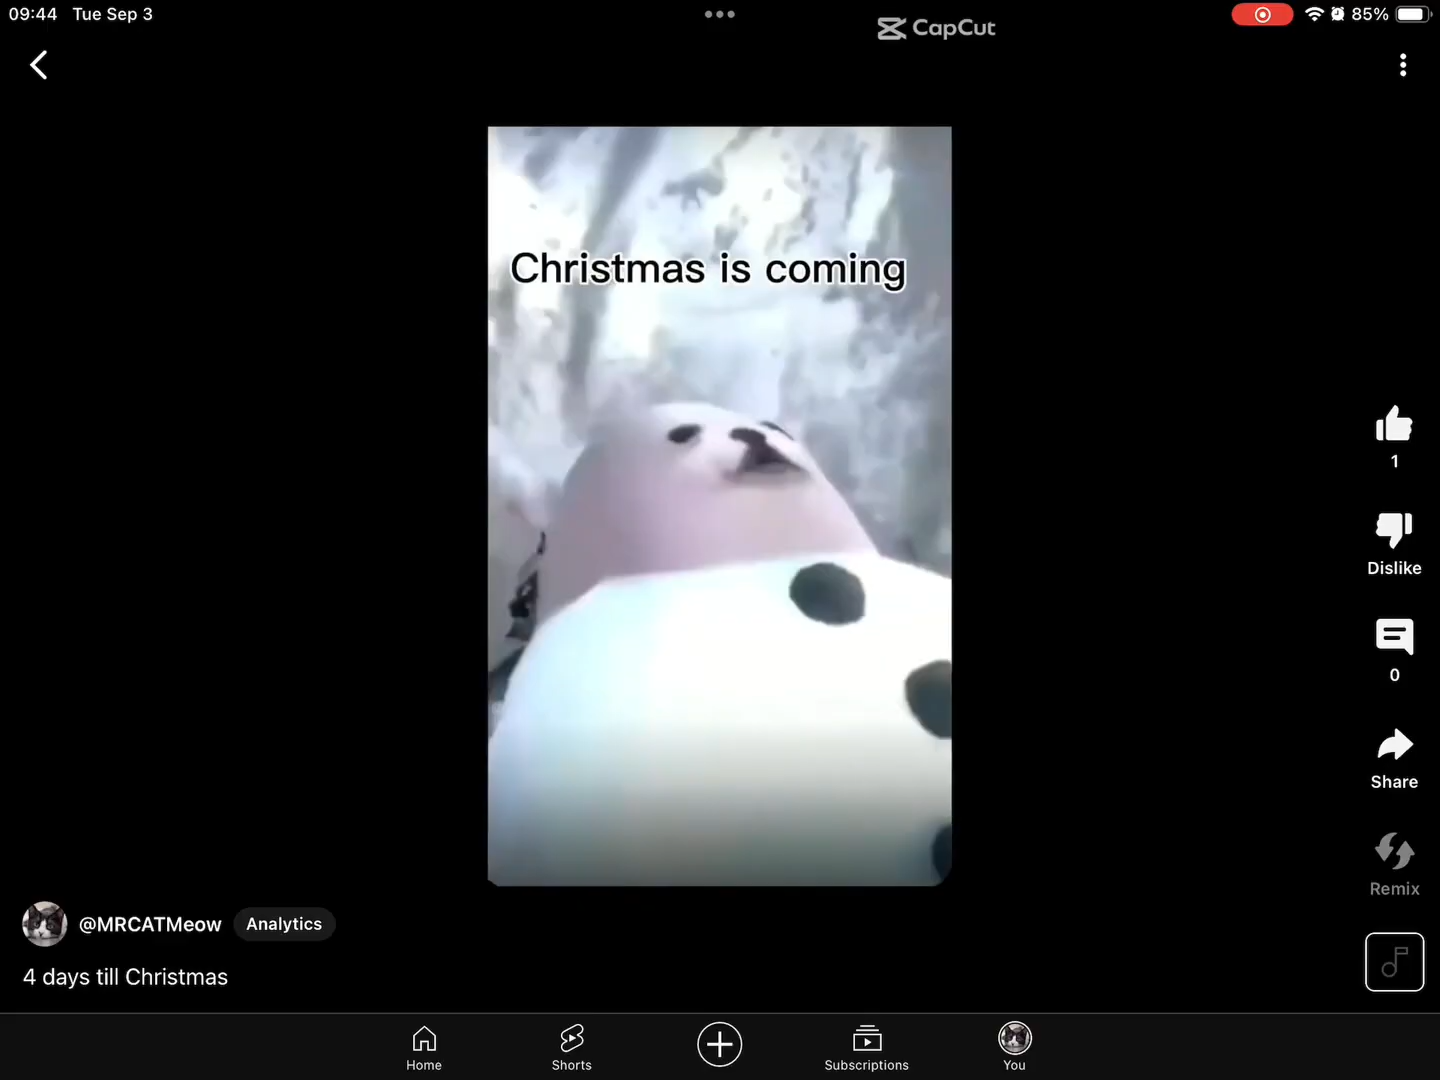 09:44 Tue Sep 3
85%
CapCut
Christmas is coming
1
Dislike
0
Share
Remix
@MRCATMeow Analytics
4 days till Christmas
Home
Shorts
Subscriptions
You